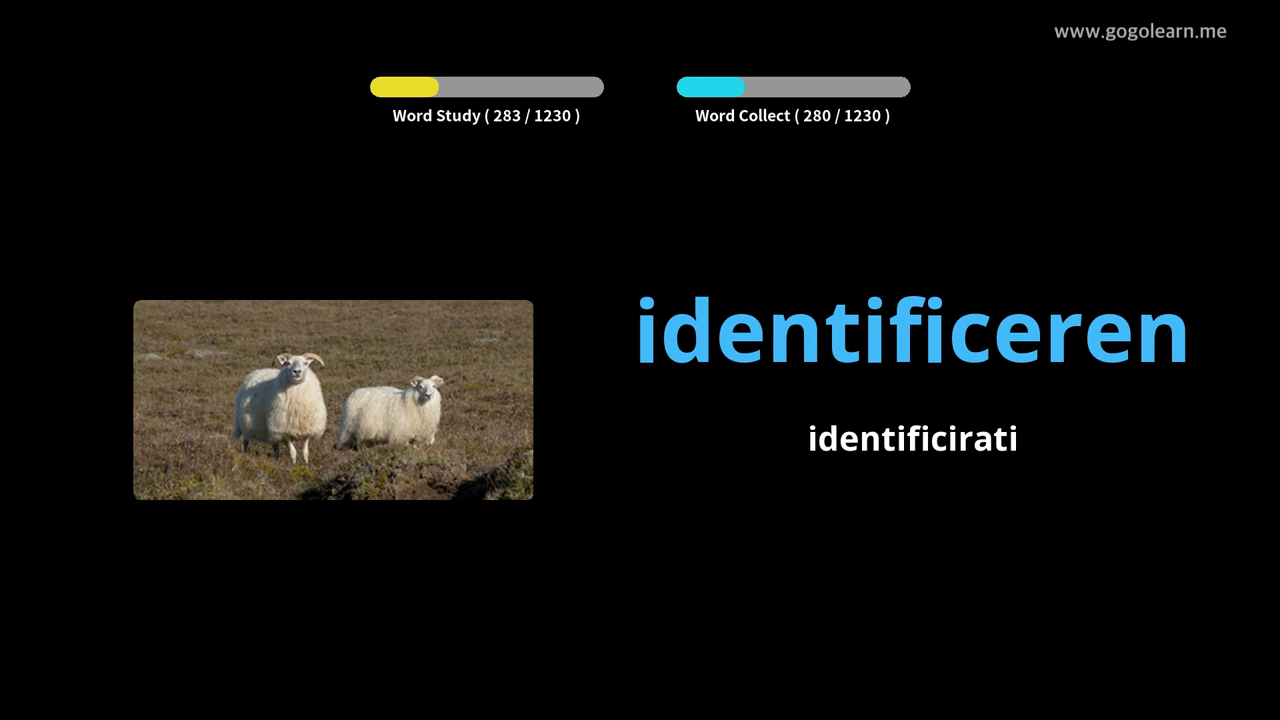 www.gogolearn.me
Word Study ( 283 / 1230 )
Word Collect ( 280 / 1230 )
identificeren
identificirati